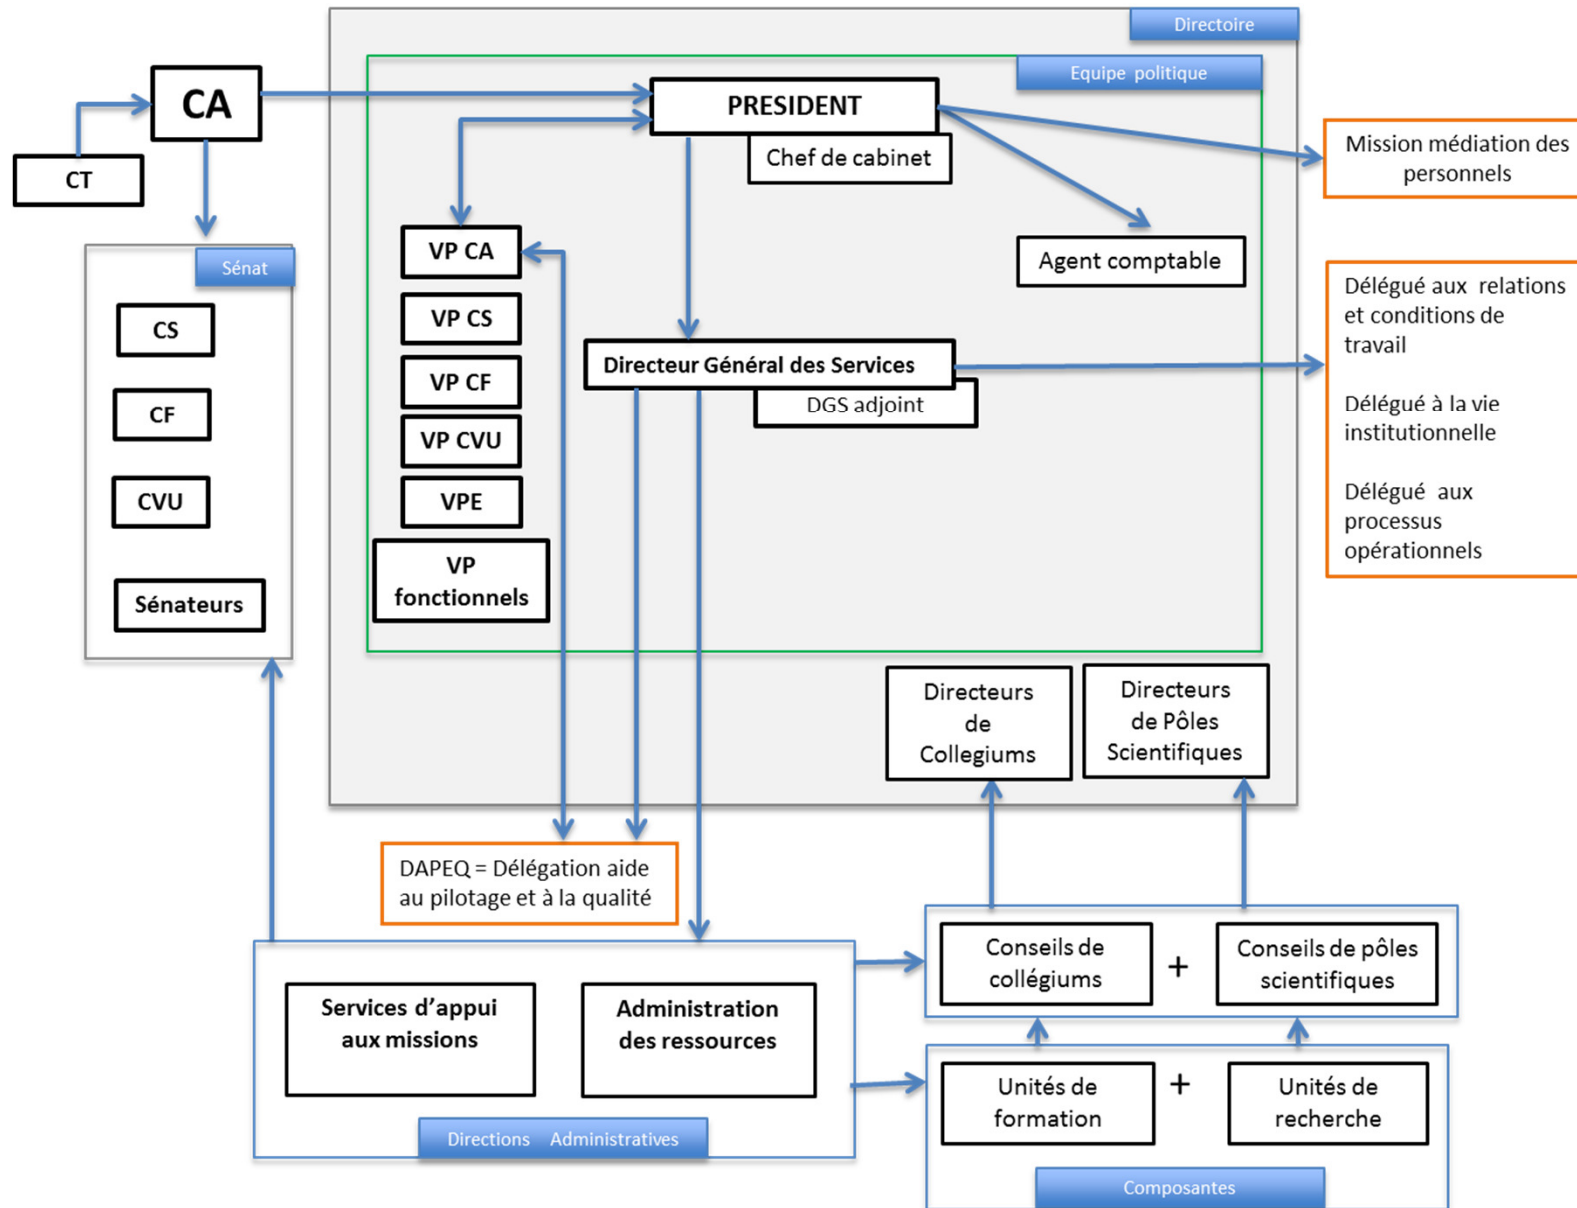 Directoire
Equipe politique
CA
PRESIDENT
Chef de cabinet
Mission médiation des
personnels
CT
VP CA
Agent comptable
Sénat
CS
CF
CVU
Sénateurs
VP CS
VP CF
VP CVU
VPE
VP
fonctionnels
Directeur Général des Services
DGS adjoint
Délégué aux relations
et conditions de
travail
Délégué à la vie
institutionnelle
Délégué aux
processus
opérationnels
Directeurs
de
Collegiums
Directeurs
de Pôles
Scientifiques
DAPEQ = Délégation aide
au pilotage et à la qualité
Services d’appui
aux missions
Administration
des ressources
Directions Administratives
Conseils de
collégiums
+
Conseils de pôles
scientifiques
Unités de
formation
+
Unités de
recherche
Composantes